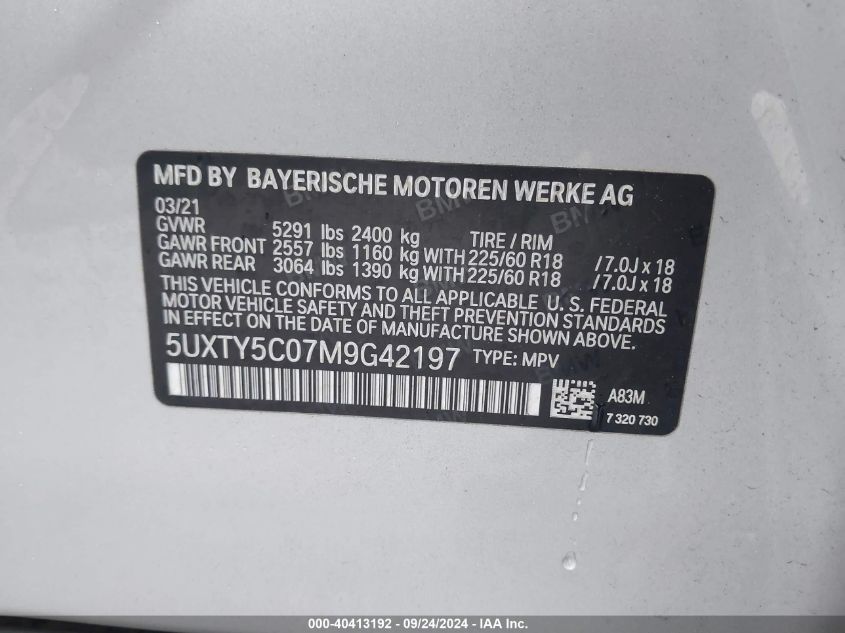 MFD BY BAYERISCHE MOTOREN WERKE AG
03/21
GVWR 5291 lbs 2400 kg TIRE / RIM
GAWR FRONT 2557 lbs 1160 kg WITH 225/60 R18 / 7.0J x 18
GAWR REAR 3064 lbs 1390 kg WITH 225/60 R18 / 7.0J x 18
THIS VEHICLE CONFORMS TO ALL APPLICABLE U. S. FEDERAL
MOTOR VEHICLE SAFETY AND THEFT PREVENTION STANDARDS
IN EFFECT ON THE DATE OF MANUFACTURE SHOWN ABOVE.
5UXTY5C07M9G42197 TYPE: MPV
A83M
7 320 730
000-40413192 - 09/24/2024 - IAA Inc.